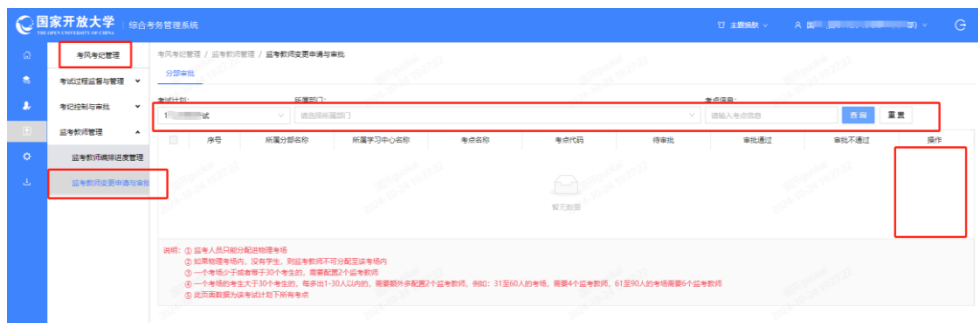 国家开放大学 综合考务管理系统
THE OPEN UNIVERSITY OF CHINA
主题换肤
考风考纪管理
考风考纪管理 / 监考教师管理 / 监考教师变更申请与审批
分部审批
考试过程监督与管理
考试计划: 所属部门: 考点信息:
考纪控制与审批
1 试 请选择所属部门 请输入考点信息 查询 重置
监考教师管理
序号 所属分部名称 所属学习中心名称 考点名称 考点代码 待审批 审批通过 审批不通过 操作
监考教师编排进度管理
监考教师变更申请与审批
暂无数据
说明: ① 监考人员只能分配进物理考场
② 如果物理考场内, 没有学生, 则监考教师不可分配至该考场内
③ 一个考场少于或者等于30个考生的, 需要配置2个监考教师
④ 一个考场的考生大于30个考生的, 每多出1-30人以内的, 需要额外多配置2个监考教师, 例如: 31至60人的考场, 需要4个监考教师, 61至90人的考场需要6个监考教师
⑤ 此页面数据为该考试计划下所有考点